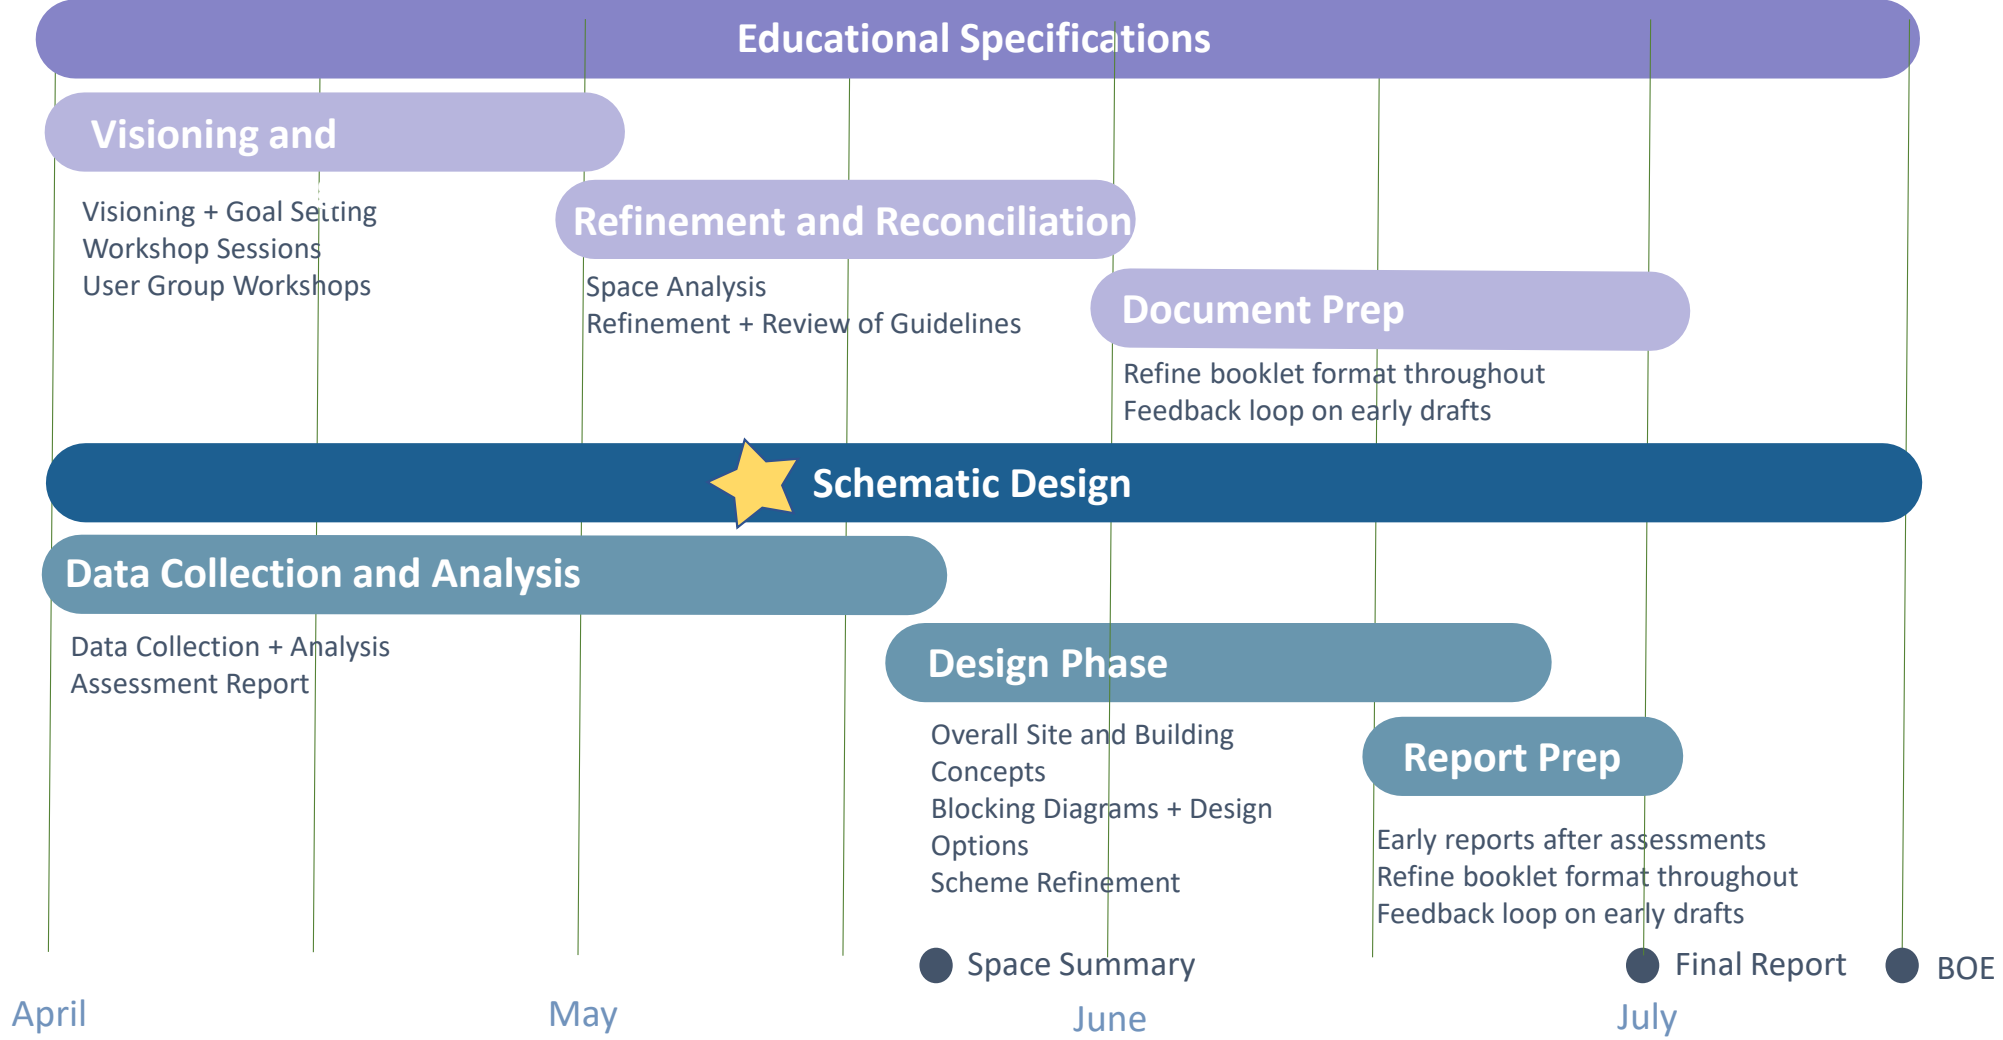 Educational Specifications
Visioning and
Visioning + Goal Setting
Workshop Sessions
User Group Workshops
Refinement and Reconciliation
Space Analysis
Refinement + Review of Guidelines
Document Prep
Refine booklet format throughout
Feedback loop on early drafts
Schematic Design
Data Collection and Analysis
Data Collection + Analysis
Assessment Report
Design Phase
Overall Site and Building
Concepts
Blocking Diagrams + Design
Options
Scheme Refinement
Report Prep
Early reports after assessments
Refine booklet format throughout
Feedback loop on early drafts
Space Summary
Final Report
BOE
April
May
June
July